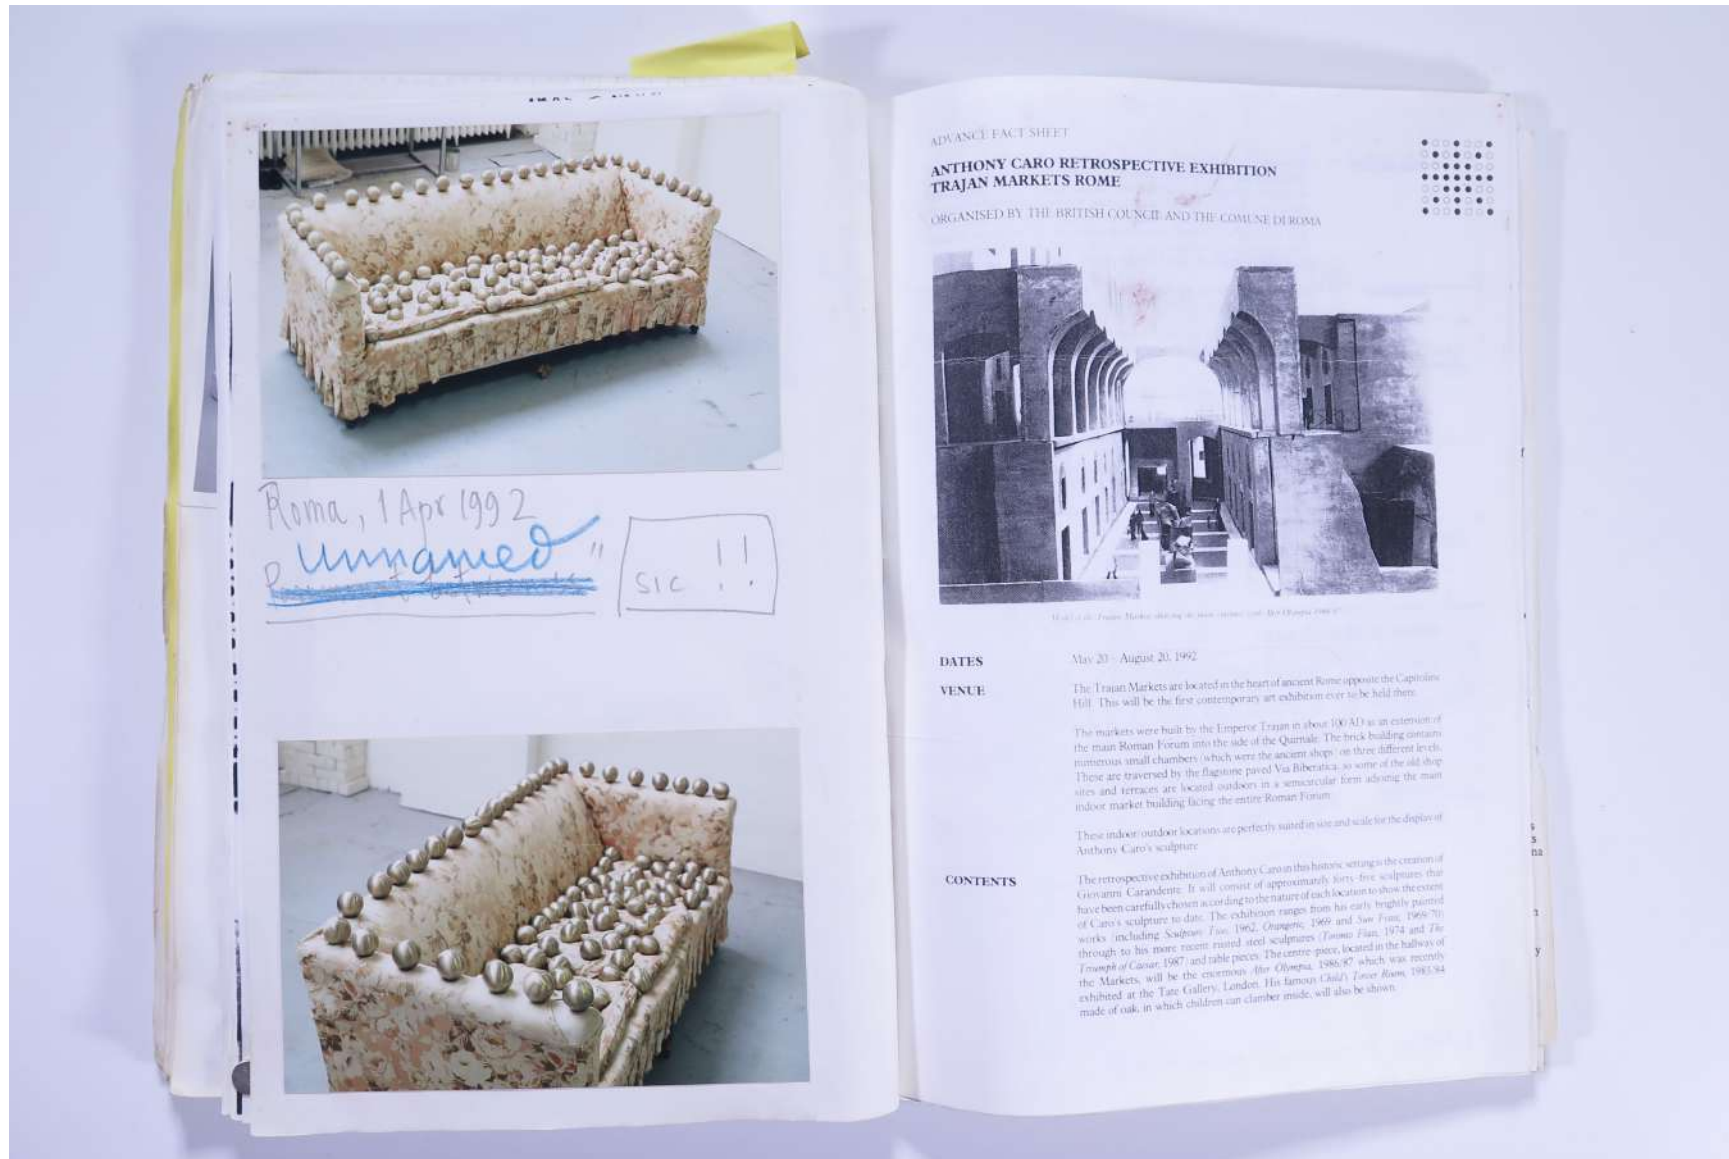 Roma, 1 Apr 1992
unnamed"
SIC !!
ADVANCE FACT SHEET
ANTHONY CARO RETROSPECTIVE EXHIBITION
TRAJAN MARKETS ROME
ORGANISED BY THE BRITISH COUNCIL AND THE COMUNE DI ROMA
DATES
May 20 - August 20, 1992
VENUE
The Trajan Markets are located in the heart of ancient Rome opposite the Capitoline
Hill. This will be the first contemporary art exhibition ever to be held there.
The markets were built by the Emperor Trajan in about 100 AD as an extension of
the main Roman Forum into the side of the Quirinale. The brick building contains
numerous small chambers (which were the ancient shops) on three different levels.
These are traversed by the flagstone paved Via Biberatica, so some of the old shop
sites and terraces are located outdoors in a semicircular form adjoining the main
indoor market building facing the entire Roman Forum
These indoor/outdoor locations are perfectly suited in size and scale for the display of
Anthony Caro's sculpture
CONTENTS
The retrospective exhibition of Anthony Caro in this historic setting is the creation of
Giovanni Carandente. It will consist of approximately forty-five sculptures that
have been carefully chosen according to the nature of each location to show the extent
of Caro's sculpture to date. The exhibition ranges from his early brightly painted
works (including Sculpture Two, 1962, Orangerie, 1969 and Sun Feast, 1969/70)
through to his more recent rusted steel sculptures (Toronto Flats, 1974 and The
Triumph of Caesar, 1987) and table pieces. The centre-piece, located in the hallway of
the Markets, will be the enormous After Olympia, 1986/87 which was recently
exhibited at the Tate Gallery, London. His famous Child's Tower Room, 1983/84
made of oak, in which children can clamber inside, will also be shown.